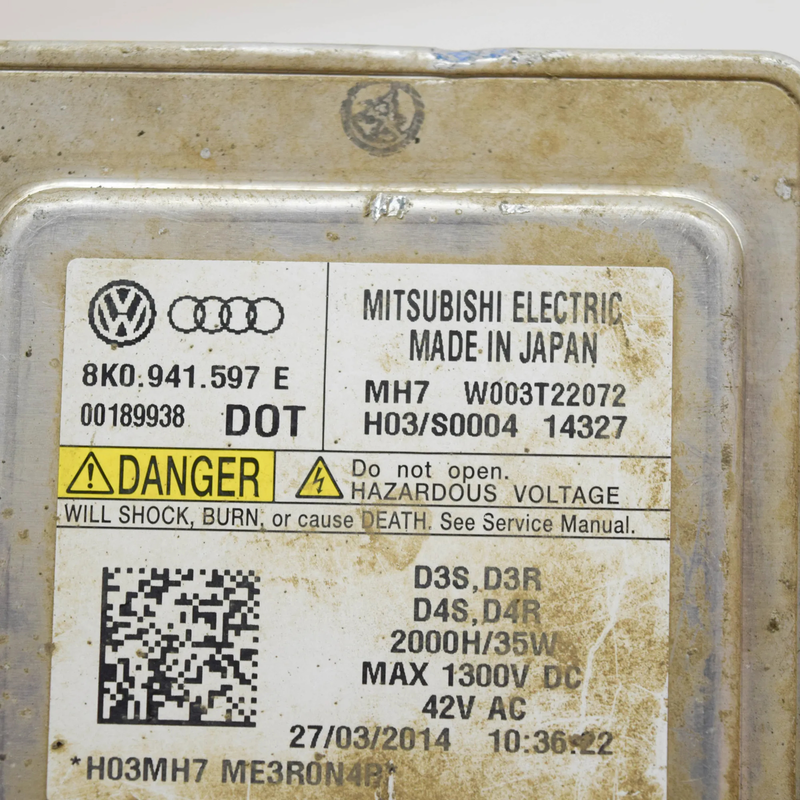 8K0.941.597 E
00189938 DOT
MITSUBISHI ELECTRIC
MADE IN JAPAN
MH7 W003T22072
H03/S0004 14327
DANGER
Do not open.
HAZARDOUS VOLTAGE
WILL SHOCK, BURN, or cause DEATH. See Service Manual.
D3S,D3R
D4S,D4R
2000H/35W
MAX 1300V DC
42V AC
27/03/2014 10:36:22
*H03MH7 ME3R0N4P*